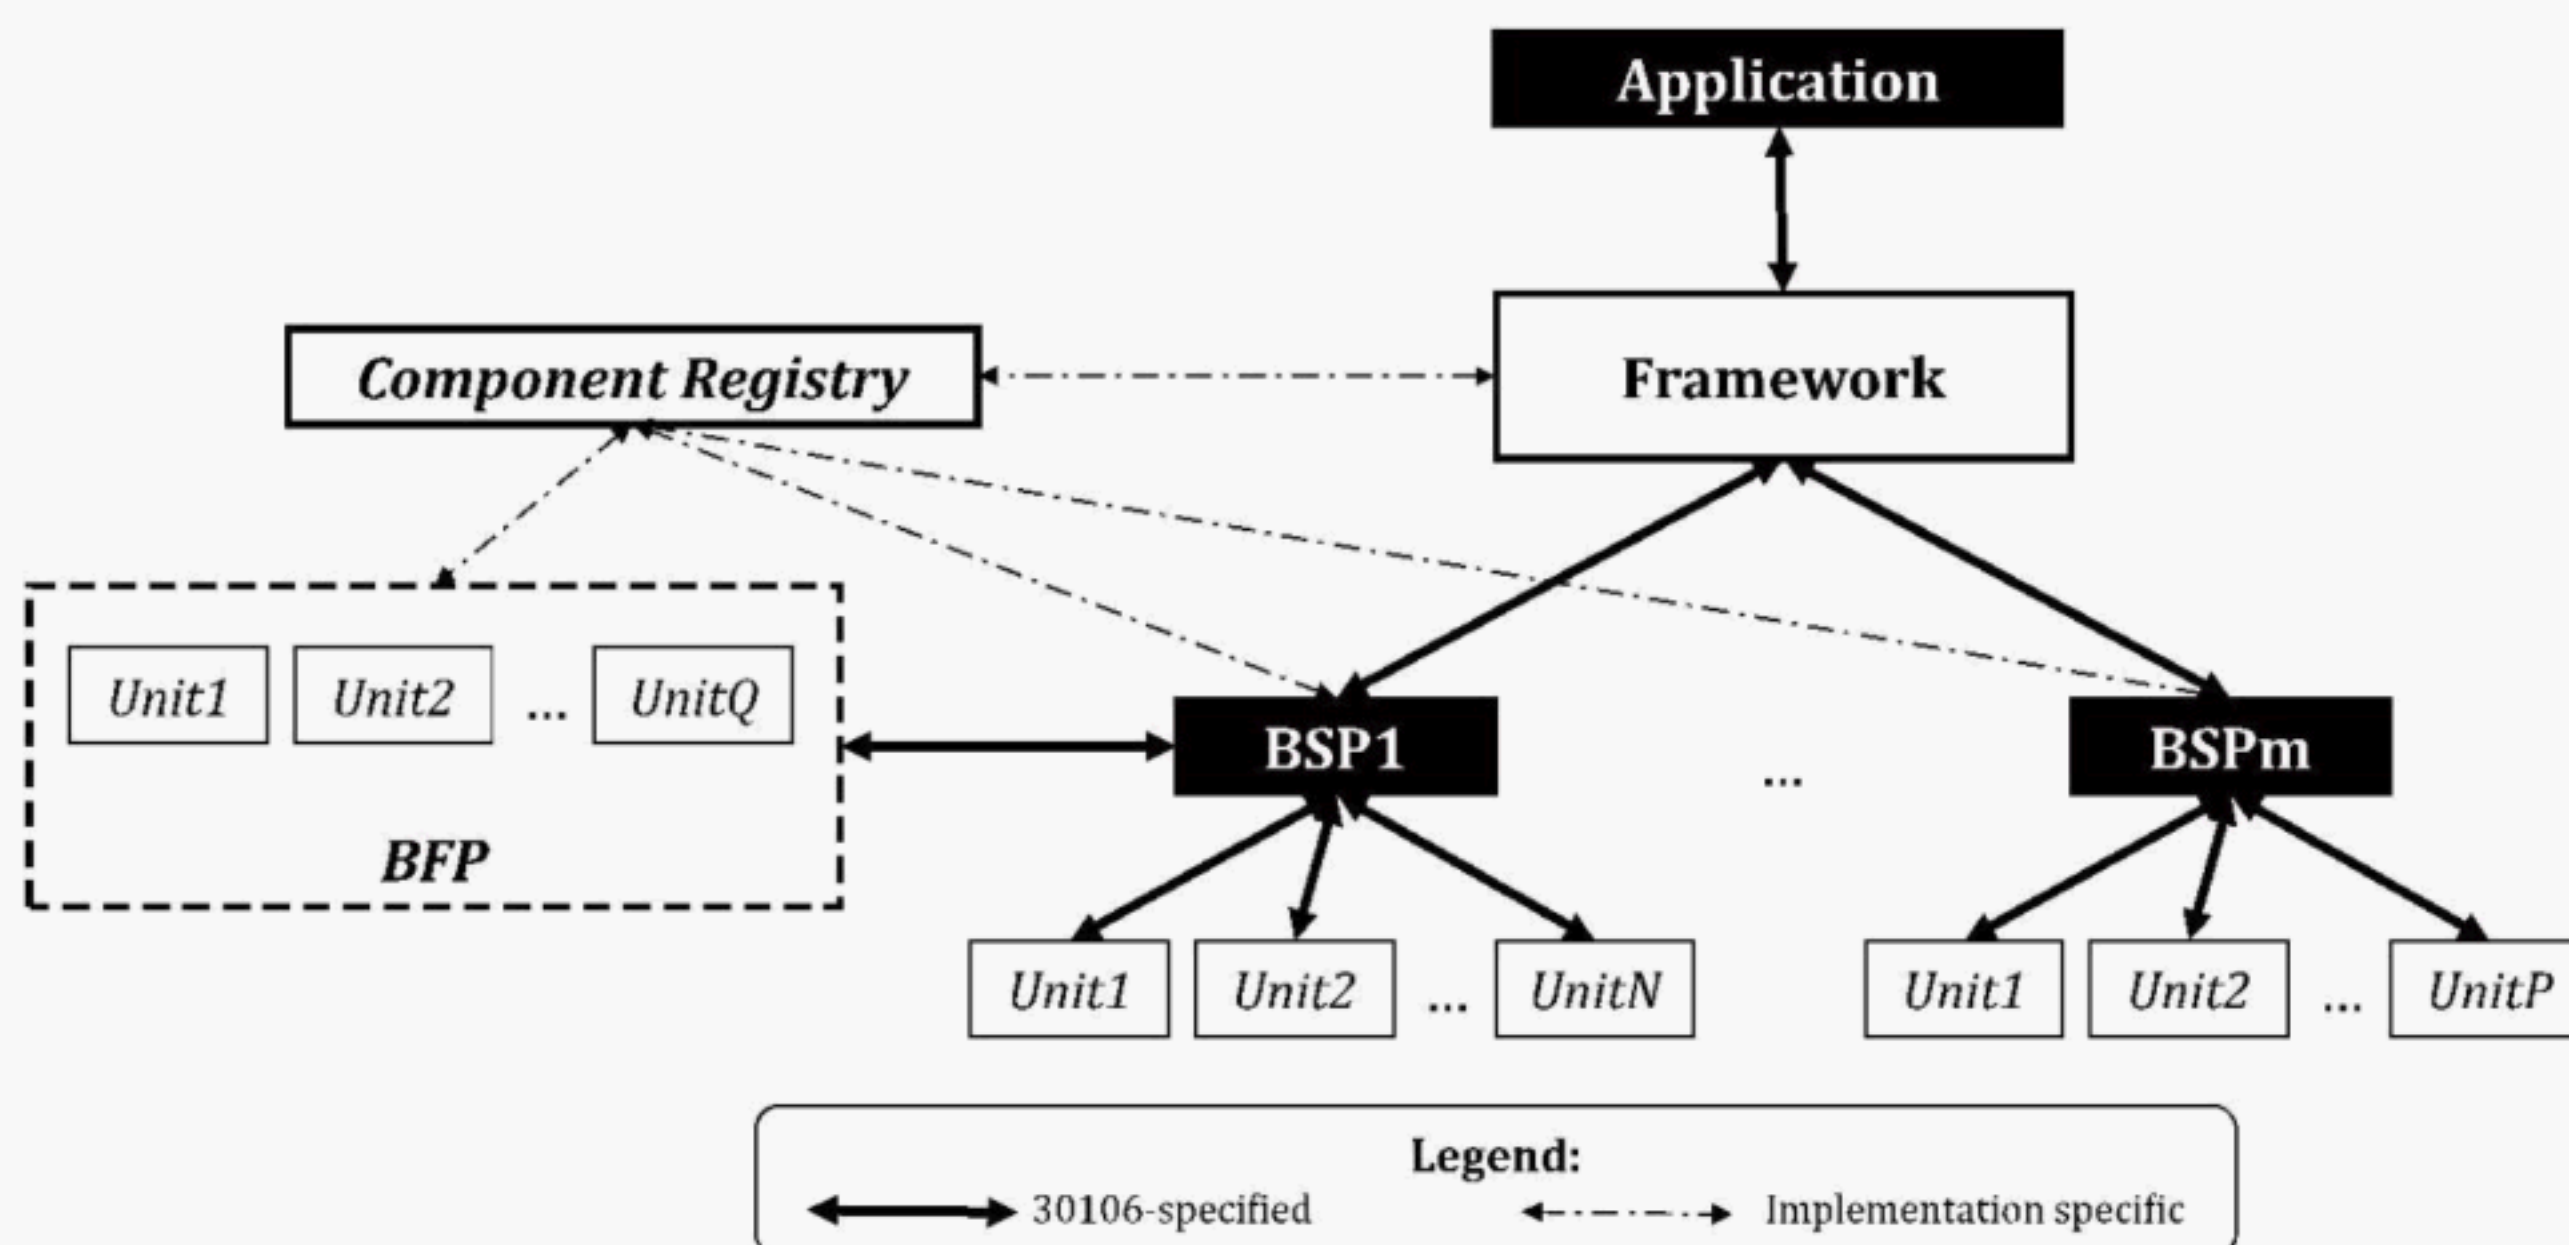 Application
Component Registry
Framework
Unit1 Unit2 ... UnitQ
BFP
BSP1 ... BSPm
Unit1 Unit2 ... UnitN Unit1 Unit2 ... UnitP
Legend:
30106-specified Implementation specific